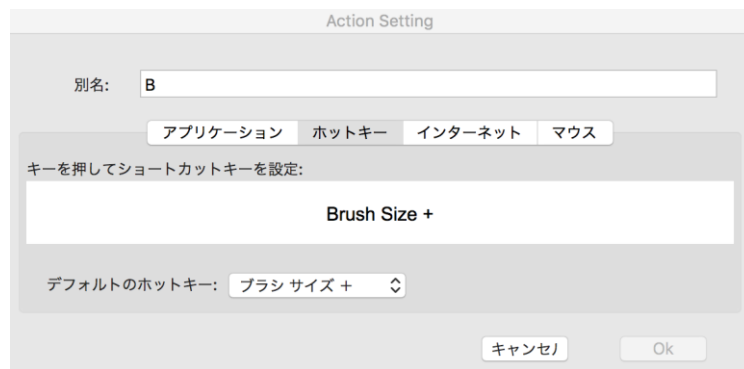 Action Setting
別名: B
アプリケーション ホットキー インターネット マウス
キーを押してショートカットキーを設定:
Brush Size +
デフォルトのホットキー: ブラシ サイズ +
キャンセル Ok